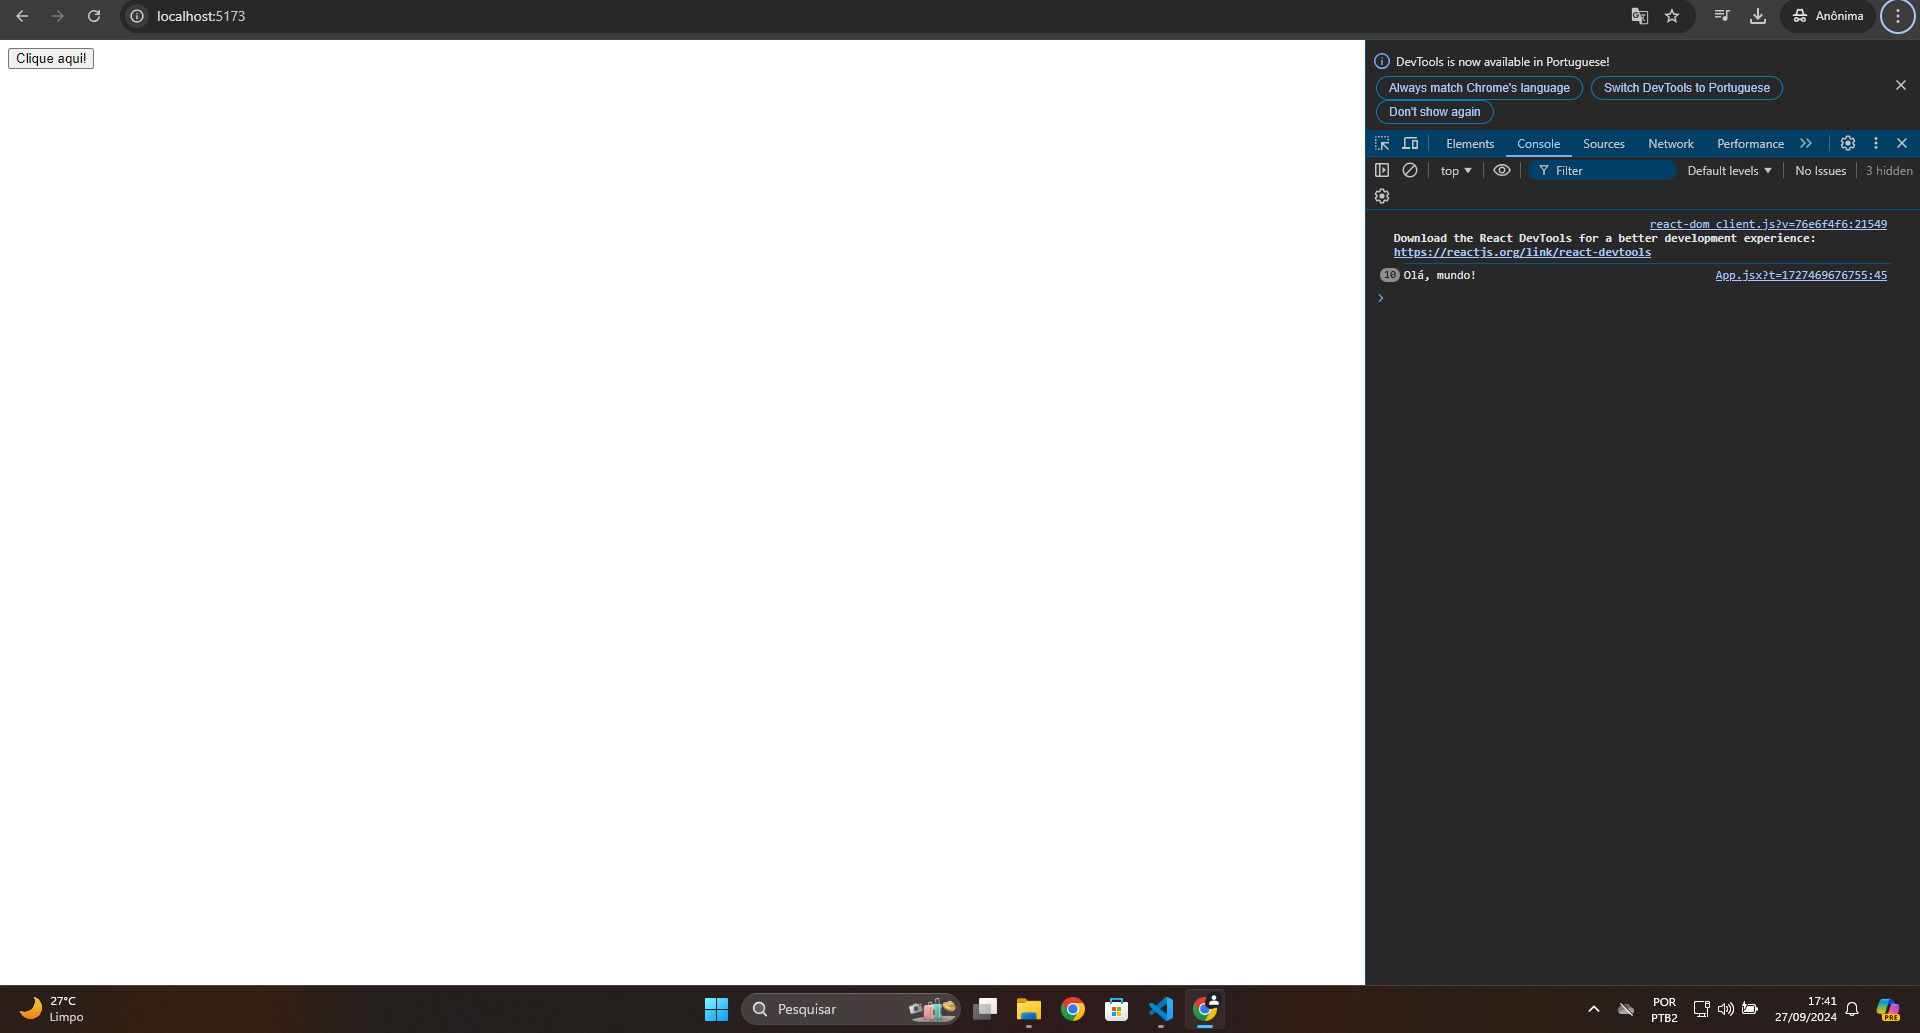 localhost:5173
Anônima
Clique aqui!
DevTools is now available in Portuguese!
Always match Chrome's language
Switch DevTools to Portuguese
Don't show again
Elements
Console
Sources
Network
Performance
top
Filter
Default levels
No Issues
3 hidden
react-dom_client.js?v=76e6f4f6:21549
Download the React DevTools for a better development experience:
https://reactjs.org/link/react-devtools
10 Olá, mundo!
App.jsx?t=1727469676755:45
27°C
Limpo
Pesquisar
POR
PTB2
17:41
27/09/2024
PRE